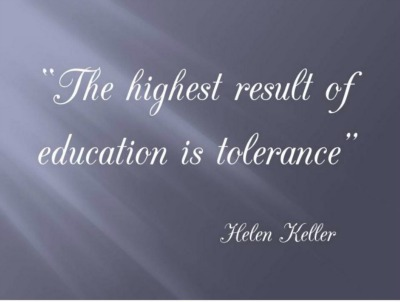 “The highest result of
education is tolerance”
Helen Keller